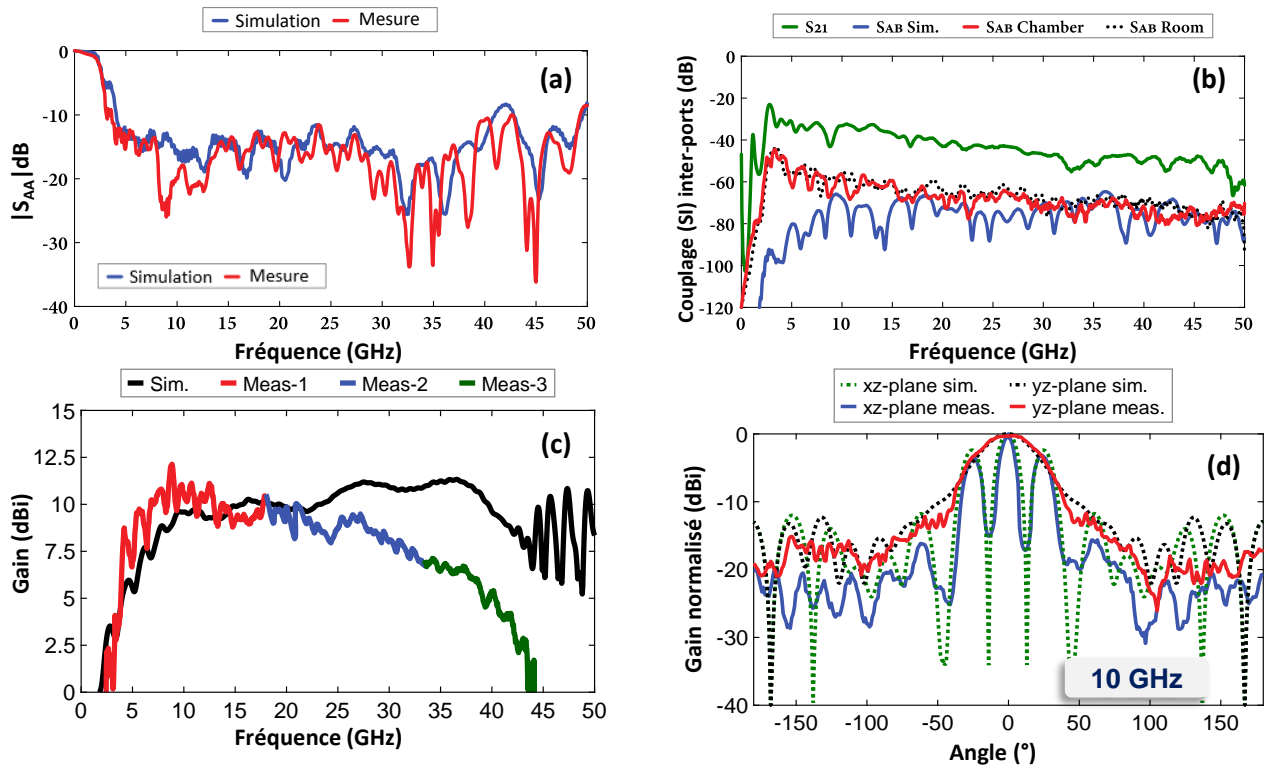 Simulation Mesure
(a)
0
-10
-20
-30
-40
|SAA|dB
Simulation Mesure
0 5 10 15 20 25 30 35 40 45 50
Fréquence (GHz)
S21 SAB Sim. SAB Chamber SAB Room
(b)
0
-20
-40
-60
-80
-100
-120
Couplage (SI) inter-ports (dB)
0 5 10 15 20 25 30 35 40 45 50
Fréquence (GHz)
Sim. Meas-1 Meas-2 Meas-3
(c)
15
12.5
10
7.5
5
2.5
0
Gain (dBi)
0 5 10 15 20 25 30 35 40 45 50
Fréquence (GHz)
xz-plane sim. yz-plane sim.
xz-plane meas. yz-plane meas.
(d)
0
-10
-20
-30
-40
Gain normalisé (dBi)
10 GHz
-150 -100 -50 0 50 100 150
Angle (°)